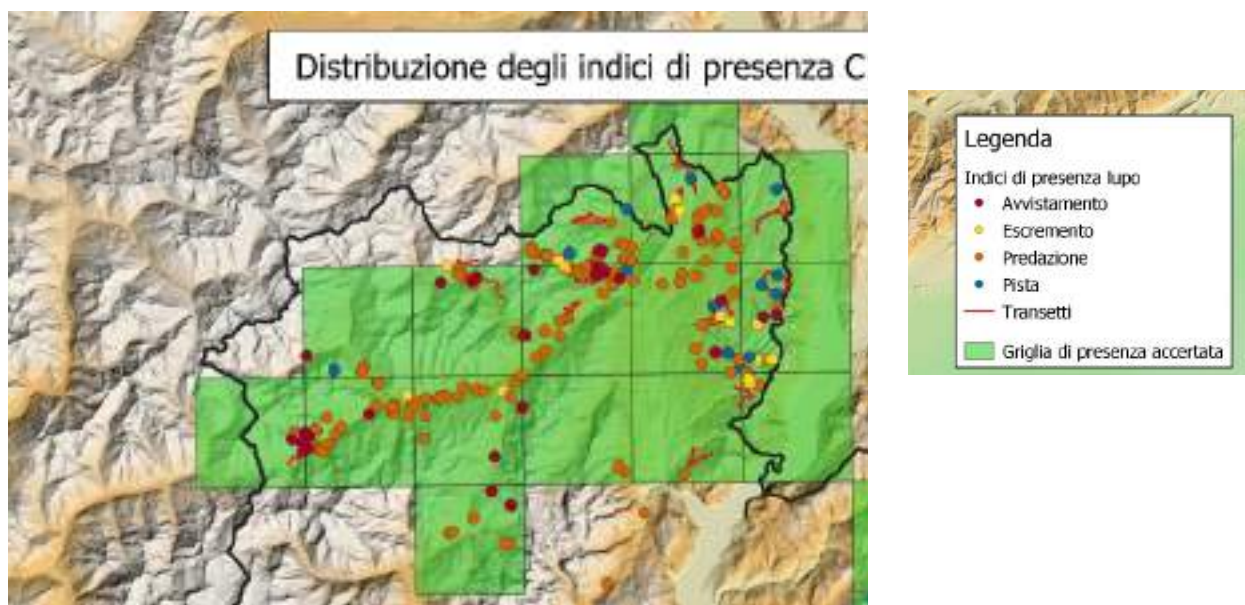 Distribuzione degli indici di presenza C
Legenda
Indici di presenza lupo
Avvistamento
Escremento
Predazione
Pista
Transetti
Griglia di presenza accertata